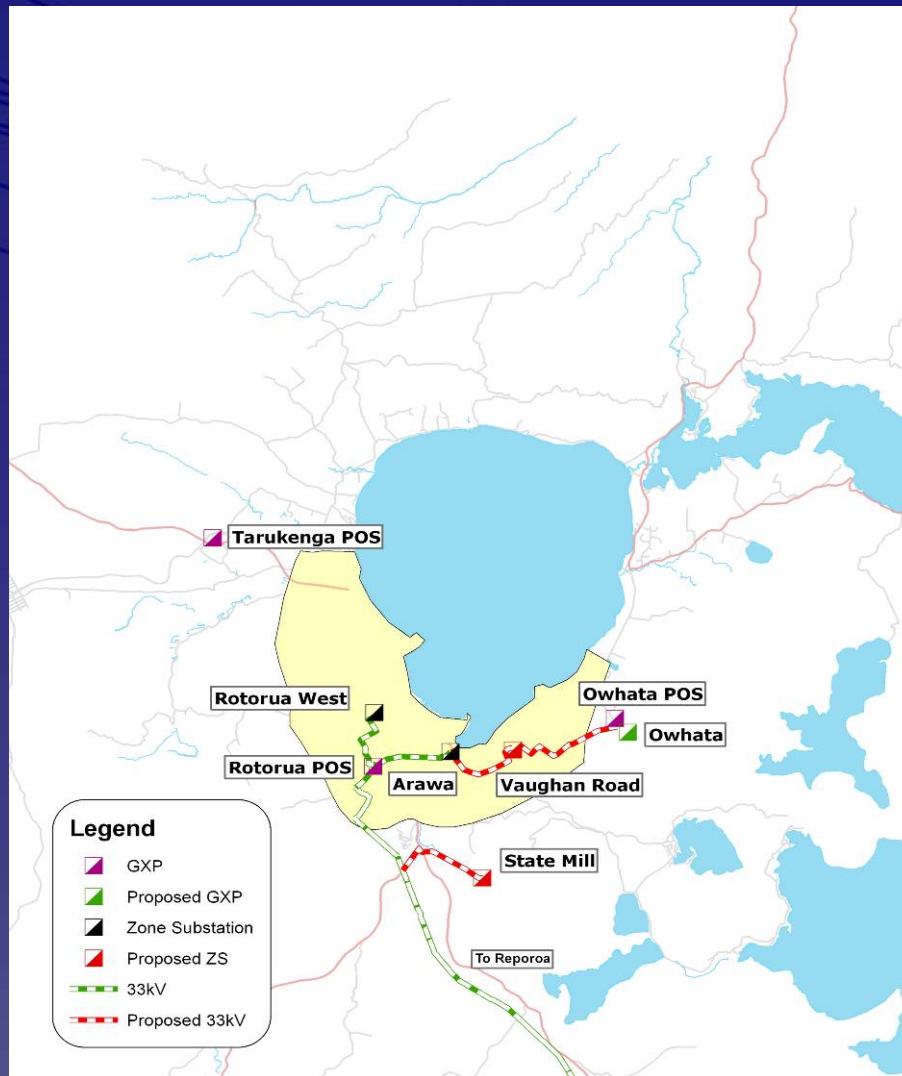 Tarukenga POS
Rotorua West
Owhata POS
Owhata
Rotorua POS
Arawa
Vaughan Road
State Mill
To Reporoa
Legend
GXP
Proposed GXP
Zone Substation
Proposed ZS
33kV
Proposed 33kV